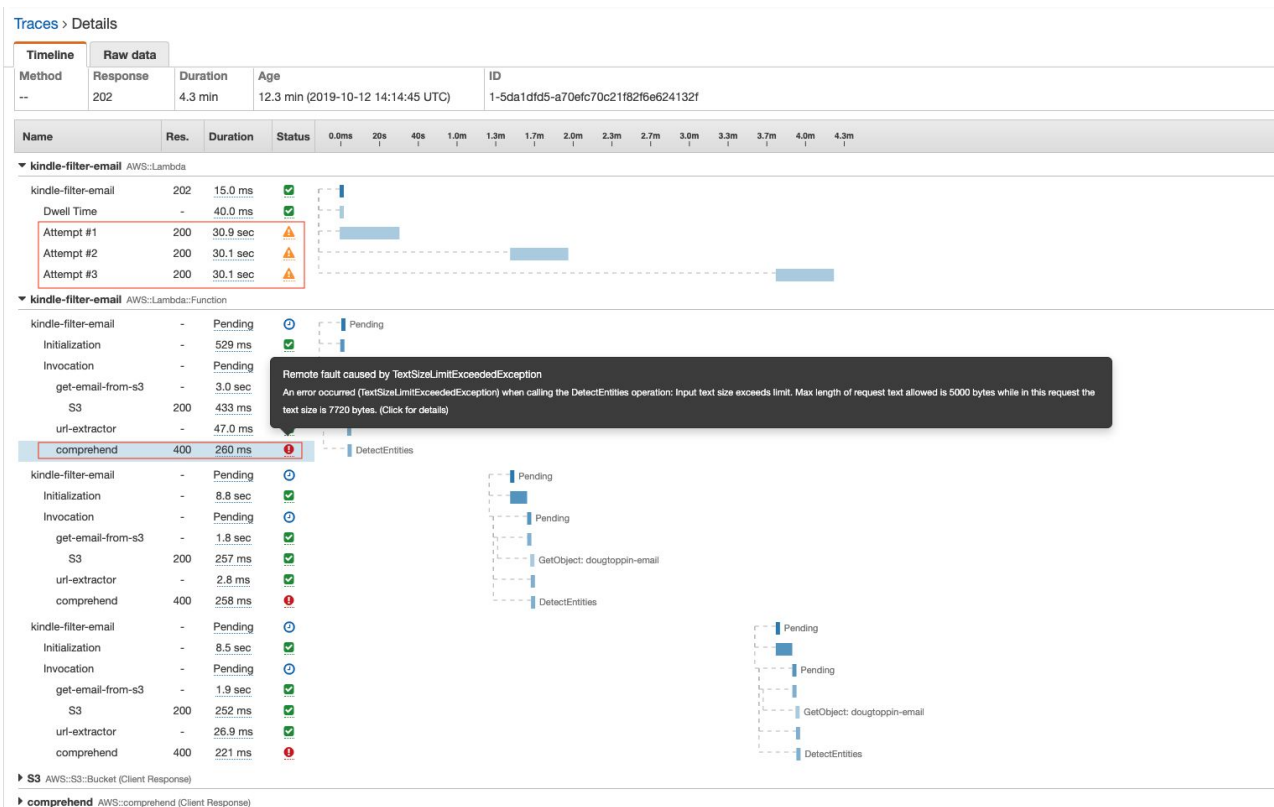 Traces > Details
Timeline Raw data
Method Response Duration Age ID
-- 202 4.3 min 12.3 min (2019-10-12 14:14:45 UTC) 1-5da1dfd5-a70efc70c21f82f6e624132f
Name Res. Duration Status 0.0ms 20s 40s 1.0m 1.3m 1.7m 2.0m 2.3m 2.7m 3.0m 3.3m 3.7m 4.0m 4.3m
kindle-filter-email AWS::Lambda
kindle-filter-email 202 15.0 ms
Dwell Time - 40.0 ms
Attempt #1 200 30.9 sec
Attempt #2 200 30.1 sec
Attempt #3 200 30.1 sec
kindle-filter-email AWS::Lambda::Function
kindle-filter-email - Pending Pending
Initialization - 529 ms
Invocation - Pending
Remote fault caused by TextSizeLimitExceededException
An error occurred (TextSizeLimitExceededException) when calling the DetectEntities operation: Input text size exceeds limit. Max length of request text allowed is 5000 bytes while in this request the
text size is 7720 bytes. (Click for details)
get-email-from-s3 - 3.0 sec
S3 200 433 ms
url-extractor - 47.0 ms
comprehend 400 260 ms DetectEntities
kindle-filter-email - Pending Pending
Initialization - 8.8 sec
Invocation - Pending Pending
get-email-from-s3 - 1.8 sec
S3 200 257 ms GetObject: dougtoppin-email
url-extractor - 2.8 ms
comprehend 400 258 ms DetectEntities
kindle-filter-email - Pending Pending
Initialization - 8.5 sec
Invocation - Pending Pending
get-email-from-s3 - 1.9 sec
S3 200 252 ms GetObject: dougtoppin-email
url-extractor - 26.9 ms
comprehend 400 221 ms DetectEntities
S3 AWS::S3::Bucket (Client Response)
comprehend AWS::comprehend (Client Response)